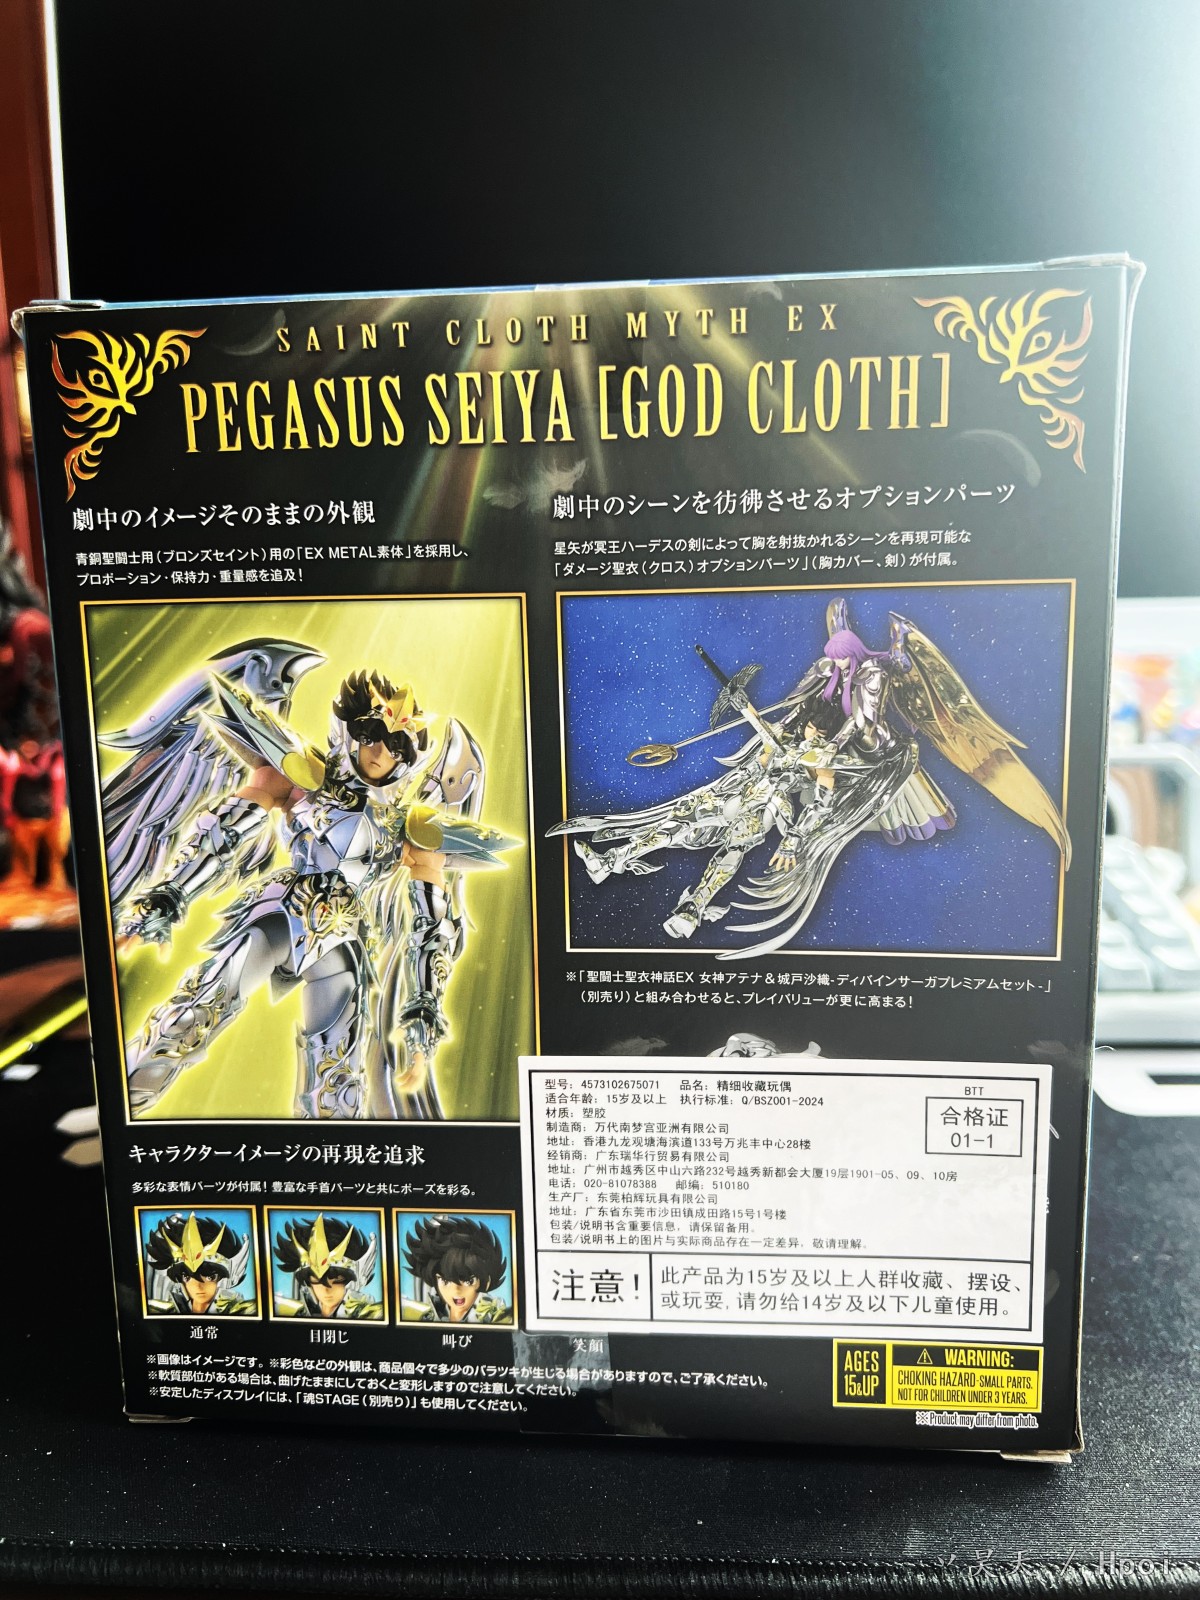 SAINT CLOTH MYTH EX
PEGASUS SEIYA [GOD CLOTH]
劇中のイメージそのままの外観
青銅聖闘士用(ブロンズセイント)用の「EX METAL素体」を採用し、
プロポーション・保持力・重量感を追及!
劇中のシーンを彷彿させるオプションパーツ
星矢が冥王ハーデスの剣によって胸を射抜かれるシーンを再現可能な
「ダメージ聖衣(クロス)オプションパーツ」(胸カバー、剣)が付属。
※「聖闘士聖衣神話EX 女神アテナ&城戸沙織-ディバインサーガプレミアムセット-」
(別売り)と組み合わせると、プレイバリューが更に高まる!
キャラクターイメージの再現を追求
多彩な表情パーツが付属!豊富な手首パーツと共にポーズを彩る。
通常
目閉じ
叫び
笑顔
型号: 4573102675071 品名: 精细收藏玩偶
适合年龄: 15岁及以上 执行标准: Q/BSZ001-2024
材质: 塑胶
制造商: 万代南梦宫亚洲有限公司
地址: 香港九龙观塘海滨道133号万兆丰中心28楼
经销商: 广东瑞华行贸易有限公司
地址: 广州市越秀区中山六路232号越秀新都会大厦19层1901-05、09、10房
电话: 020-81078388 邮编: 510180
生产厂: 东莞柏辉玩具有限公司
地址: 广东省东莞市沙田镇成田路15号1号楼
包装/说明书含重要信息, 请保留备用。
包装/说明书上的图片与实际商品存在一定差异, 敬请理解。
BTT
合格证
01-1
注意!
此产品为15岁及以上人群收藏、摆设、
或玩耍,请勿给14岁及以下儿童使用。
※画像はイメージです。※彩色などの外観は、商品個々で多少のバラツキが生じる場合がありますので、ご了承ください。
※軟質部位がある場合は、曲げたままにしておくと変形しますので注意してください。
※安定したディスプレイには、「魂STAGE(別売り)」も使用してください。
AGES
15&UP
WARNING:
CHOKING HAZARD-SMALL PARTS.
NOT FOR CHILDREN UNDER 3 YEARS.
※Product may differ from photo.
丫昊天 / Hpoi